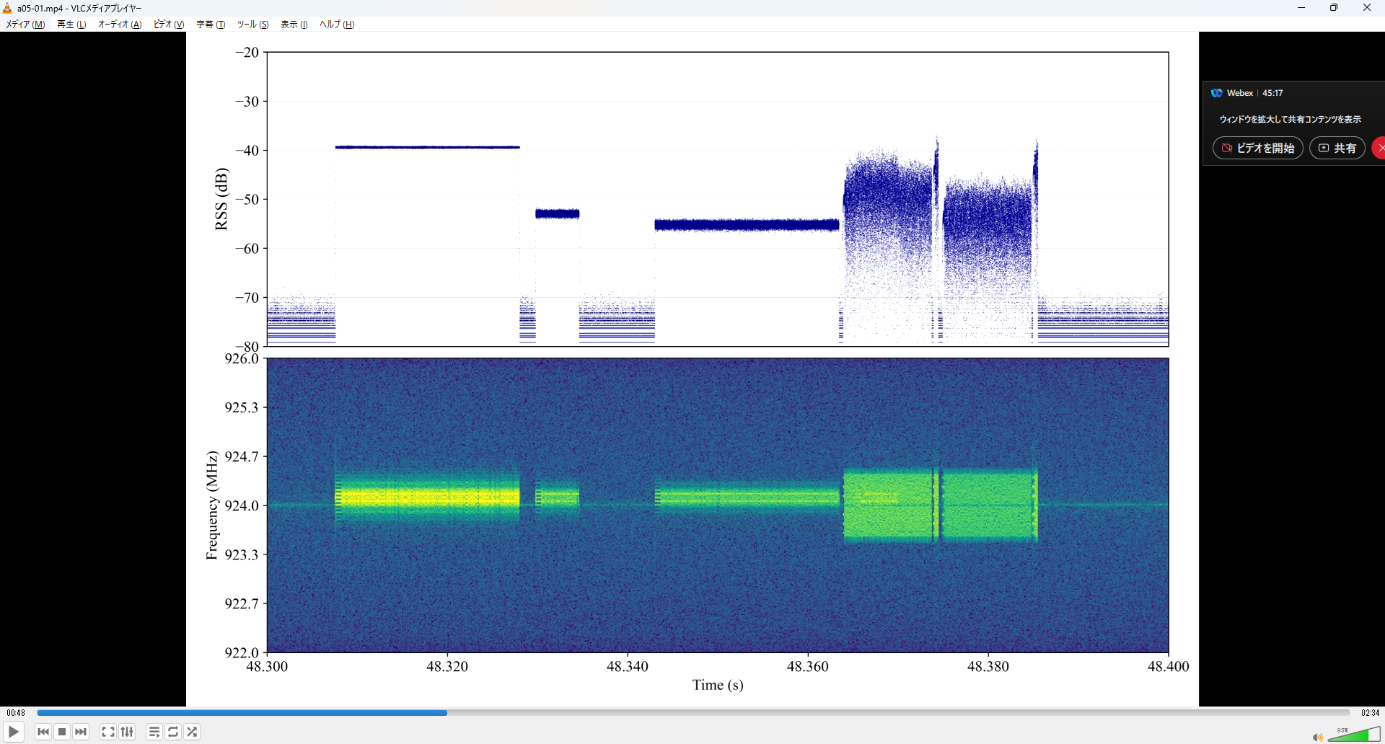 a05-01.mp4 - VLCメディアプレイヤー
メディア(M) 再生(L) オーディオ(A) ビデオ(V) 字幕(T) ツール(S) 表示(I) ヘルプ(H)
−20
−30
−40
−50
−60
−70
−80
RSS (dB)
926.0
925.3
924.7
924.0
923.3
922.7
922.0
Frequency (MHz)
48.300 48.320 48.340 48.360 48.380 48.400
Time (s)
Webex | 45:17
ウィンドウを拡大して共有コンテンツを表示
ビデオを開始 共有
00:48 02:34